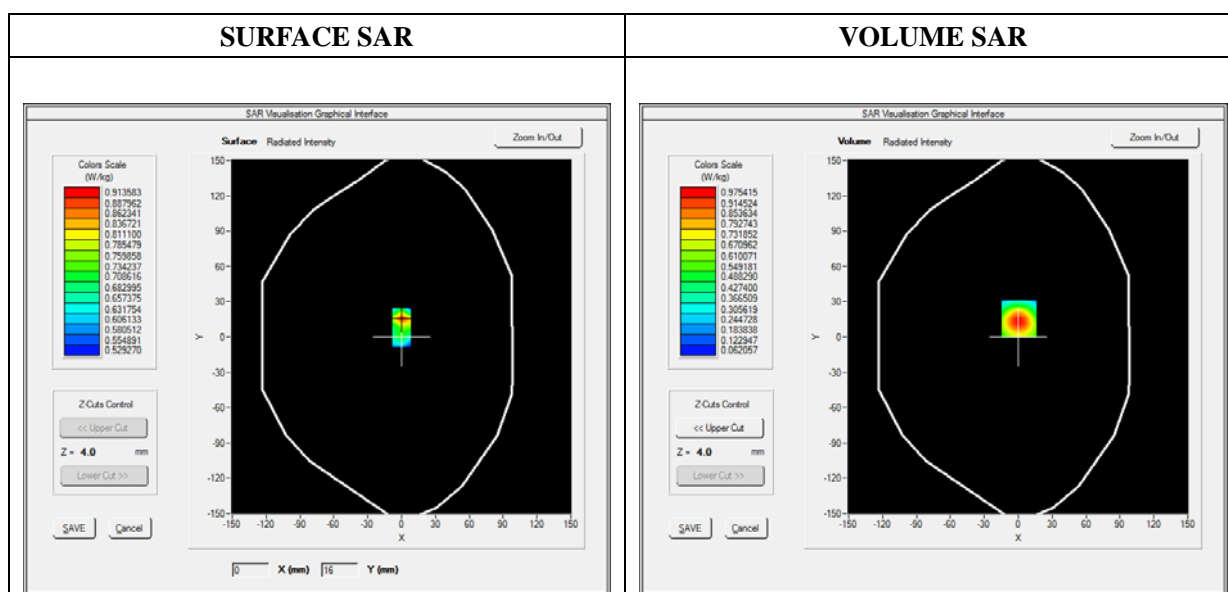 SURFACE SAR
VOLUME SAR
SAR Visualisation Graphical Interface
Surface Radiated Intensity
Zoom In/Out
Colors Scale
(W/kg)
0.913583
0.887962
0.862341
0.836721
0.811100
0.785479
0.759858
0.734237
0.708616
0.682995
0.657375
0.631754
0.606133
0.580512
0.554891
0.529270
Z-Cuts Control
<< Upper Cut
Z = 4.0 mm
Lower Cut >>
SAVE Cancel
150
120
90
60
30
0
-30
-60
-90
-120
-150
Y
-150 -120 -90 -60 -30 0 30 60 90 120 150
X
0 X (mm) 16 Y (mm)
SAR Visualisation Graphical Interface
Volume Radiated Intensity
Zoom In/Out
Colors Scale
(W/kg)
0.975415
0.914524
0.853634
0.792743
0.731852
0.670962
0.610071
0.549181
0.488290
0.427400
0.366509
0.305619
0.244728
0.183838
0.122947
0.062057
Z-Cuts Control
<< Upper Cut
Z = 4.0 mm
Lower Cut >>
SAVE Cancel
150
120
90
60
30
0
-30
-60
-90
-120
-150
Y
-150 -120 -90 -60 -30 0 30 60 90 120 150
X